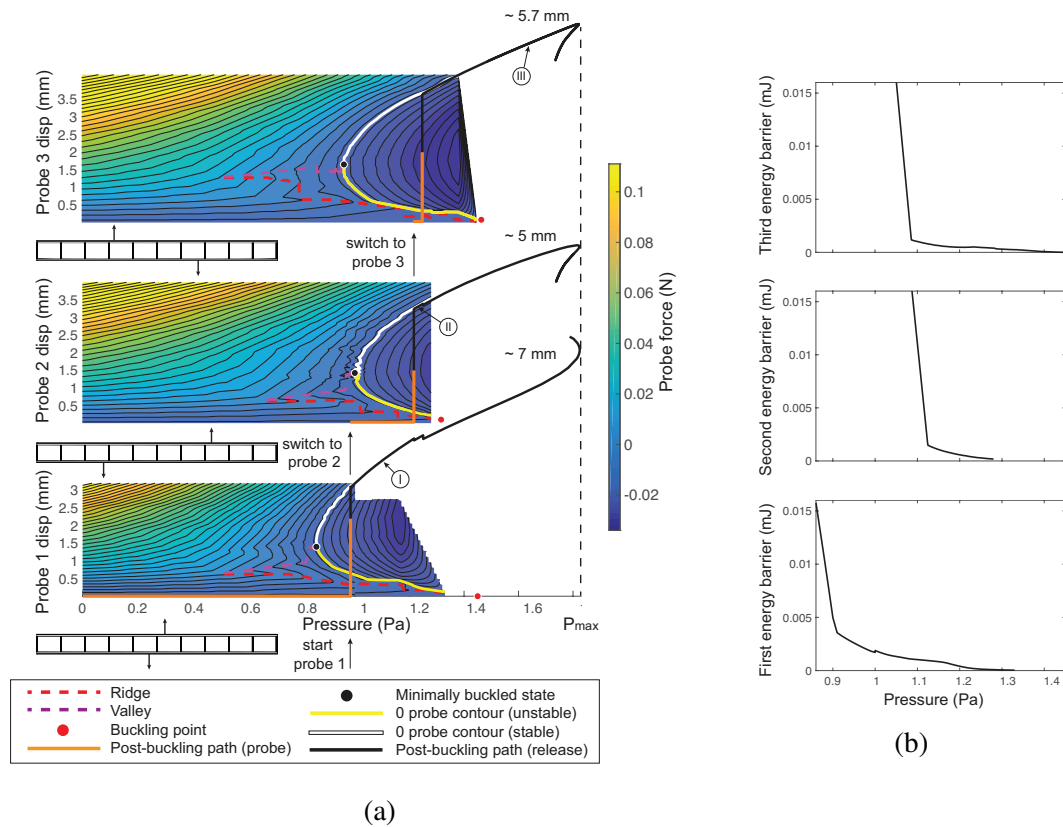 ~ 5.7 mm
III
Probe 3 disp (mm)
3.5
3
2.5
2
1.5
1
0.5
switch to
probe 3
~ 5 mm
Probe 2 disp (mm)
3.5
3
2.5
2
1.5
1
0.5
II
~ 7 mm
switch to
probe 2
I
Probe 1 disp (mm)
3
2.5
2
1.5
1
0.5
0 0.2 0.4 0.6 0.8 1 1.2 1.4 1.6
Pressure (Pa)
Pmax
start
probe 1
0.1
0.08
0.06
0.04
0.02
0
-0.02
Probe force (N)
Ridge
Valley
Buckling point
Post-buckling path (probe)
Minimally buckled state
0 probe contour (unstable)
0 probe contour (stable)
Post-buckling path (release)
(a)
Third energy barrier (mJ)
0.015
0.01
0.005
0
Second energy barrier (mJ)
0.015
0.01
0.005
0
First energy barrier (mJ)
0.015
0.01
0.005
0
0.9 1 1.1 1.2 1.3 1.4
Pressure (Pa)
(b)